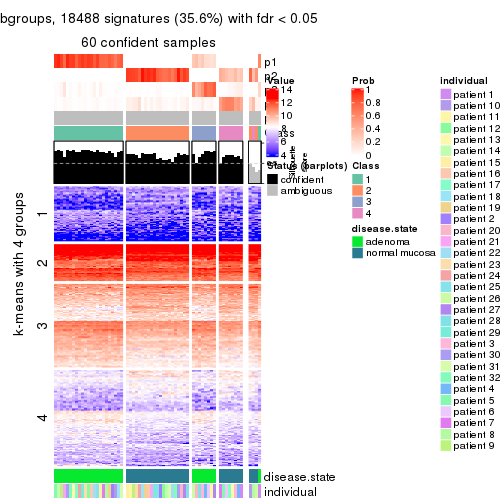 bgroups, 18488 signatures (35.6%) with fdr < 0.05
60 confident samples
p1
p2
Value
14
12
10
8
6
4
Silhouette
score
Status (barplots)
confident
ambiguous
Prob
1
0.8
0.6
0.4
0.2
0
Class
1
2
3
4
disease.state
adenoma
normal mucosa
individual
patient 1
patient 10
patient 11
patient 12
patient 13
patient 14
patient 15
patient 16
patient 17
patient 18
patient 19
patient 2
patient 20
patient 21
patient 22
patient 23
patient 24
patient 25
patient 26
patient 27
patient 28
patient 29
patient 3
patient 30
patient 31
patient 32
patient 4
patient 5
patient 6
patient 7
patient 8
patient 9
k-means with 4 groups
1
2
3
4
disease.state
individual